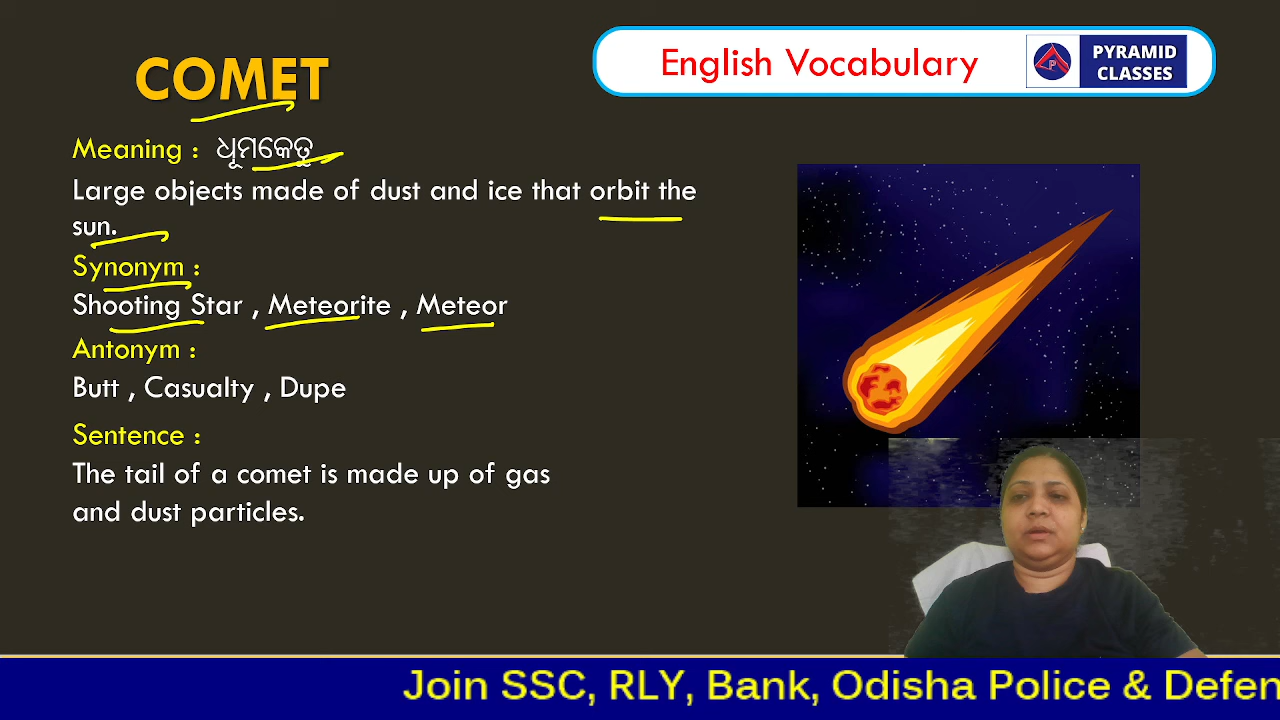 COMET
English Vocabulary
PYRAMID
CLASSES
Meaning : ଧୂମକେତୁ
Large objects made of dust and ice that orbit the
sun.
Synonym :
Shooting Star , Meteorite , Meteor
Antonym :
Butt , Casualty , Dupe
Sentence :
The tail of a comet is made up of gas
and dust particles.
Join SSC, RLY, Bank, Odisha Police & Defen